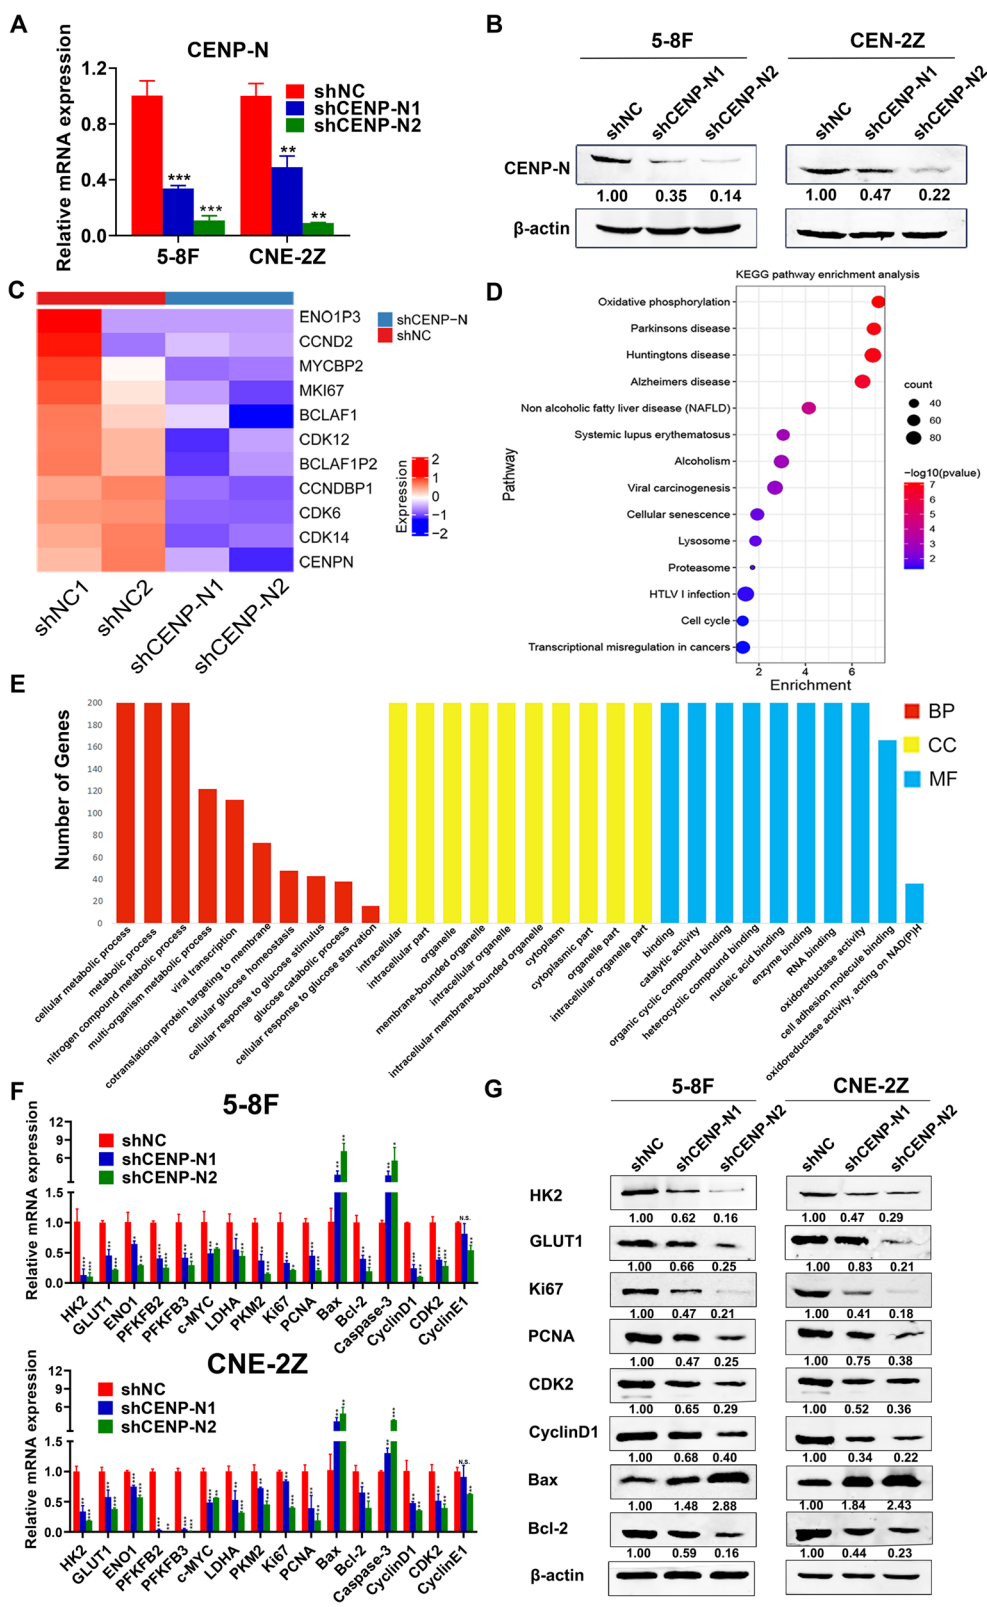 A
CENP-N
Relative mRNA expression
1.2
0.8
0.4
0.0
shNC
shCENP-N1
shCENP-N2
***
***
**
**
5-8F
CNE-2Z
B
5-8F
CEN-2Z
shNC
shCENP-N1
shCENP-N2
shNC
shCENP-N1
shCENP-N2
CENP-N
1.00 0.35 0.14
1.00 0.47 0.22
β-actin
C
ENO1P3
CCND2
MYCBP2
MKI67
BCLAF1
CDK12
BCLAF1P2
CCNDBP1
CDK6
CDK14
CENPN
shCENP-N
shNC
Expression
2
1
0
−1
−2
shNC1
shNC2
shCENP-N1
shCENP-N2
D
KEGG pathway enrichment analysis
Pathway
Oxidative phosphorylation
Parkinsons disease
Huntingtons disease
Alzheimers disease
Non alcoholic fatty liver disease (NAFLD)
Systemic lupus erythematosus
Alcoholism
Viral carcinogenesis
Cellular senescence
Lysosome
Proteasome
HTLV I infection
Cell cycle
Transcriptional misregulation in cancers
2 4 6
Enrichment
count
40
60
80
−log10(pvalue)
7
6
5
4
3
2
E
Number of Genes
200
180
160
140
120
100
80
60
40
20
0
BP
CC
MF
cellular metabolic process
metabolic process
nitrogen compound metabolic process
multi-organism metabolic process
viral transcription
cotranslational protein targeting to membrane
cellular glucose homeostasis
cellular response to glucose stimulus
glucose catabolic process
cellular response to glucose starvation
intracellular
intracellular part
organelle
membrane-bounded organelle
intracellular organelle
intracellular membrane-bounded organelle
cytoplasm
cytoplasmic part
organelle part
intracellular organelle part
binding
catalytic activity
organic cyclic compound binding
heterocyclic compound binding
nucleic acid binding
enzyme binding
RNA binding
oxidoreductase activity
cell adhesion molecule binding
oxidoreductase activity, acting on NAD(P)H
F
5-8F
Relative mRNA expression
12
9
6
1.5
1.0
0.5
0.0
shNC
shCENP-N1
shCENP-N2
N.S.
HK2
GLUT1
ENO1
PFKFB2
PFKFB3
c-MYC
LDHA
PKM2
Ki67
PCNA
Bax
Bcl-2
Caspase-3
CyclinD1
CDK2
CyclinE1
CNE-2Z
Relative mRNA expression
12
9
6
1.5
1.0
0.5
0.0
shNC
shCENP-N1
shCENP-N2
N.S.
HK2
GLUT1
ENO1
PFKFB2
PFKFB3
c-MYC
LDHA
PKM2
Ki67
PCNA
Bax
Bcl-2
Caspase-3
CyclinD1
CDK2
CyclinE1
G
5-8F
CNE-2Z
shNC
shCENP-N1
shCENP-N2
shNC
shCENP-N1
shCENP-N2
HK2
1.00 0.62 0.16
1.00 0.47 0.29
GLUT1
1.00 0.66 0.25
1.00 0.83 0.21
Ki67
1.00 0.47 0.21
1.00 0.41 0.18
PCNA
1.00 0.47 0.25
1.00 0.75 0.38
CDK2
1.00 0.65 0.29
1.00 0.52 0.36
CyclinD1
1.00 0.68 0.40
1.00 0.34 0.22
Bax
1.00 1.48 2.88
1.00 1.84 2.43
Bcl-2
1.00 0.59 0.16
1.00 0.44 0.23
β-actin